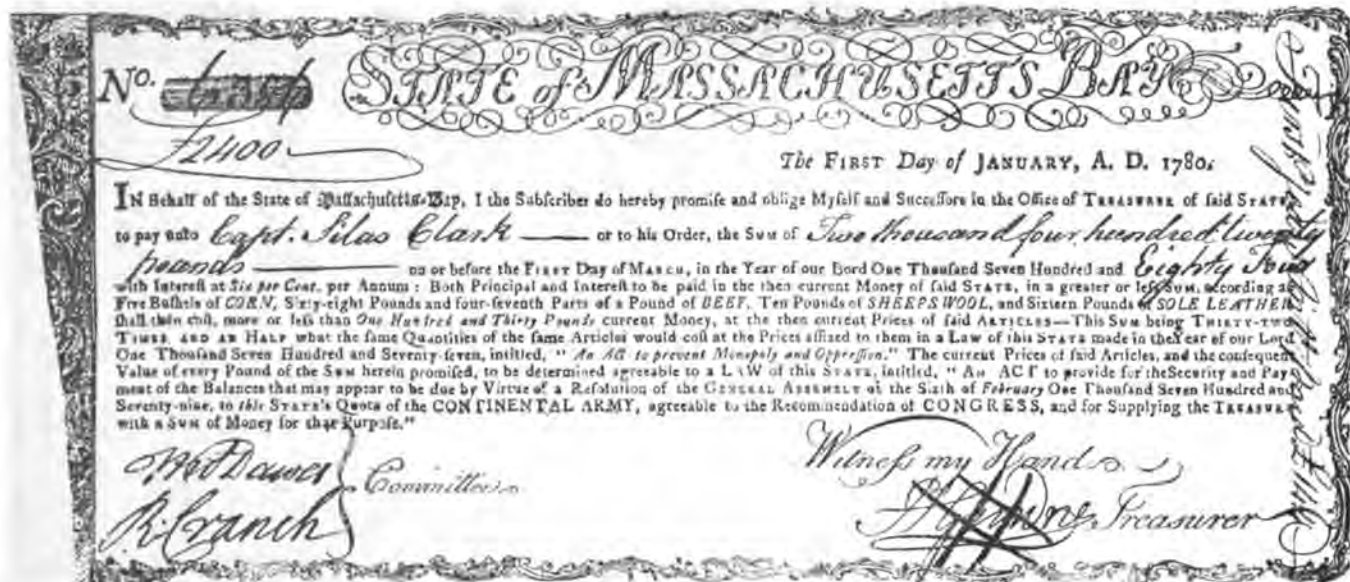 No. STATE of MASSACHUSETTS BAY
£2400
The FIRST Day of JANUARY, A. D. 1780.
IN Behalf of the State of Massachusetts-Bay, I the Subſcriber do hereby promiſe and oblige Myſelf and Succeſſors in the Office of TREASURER of ſaid STATE,
to pay unto Capt. Silas Clark or to his Order, the Sum of Two thousand four hundred twenty
pounds on or before the FIRST Day of MARCH, in the Year of our Lord One Thouſand Seven Hundred and Eighty Four
with Intereſt at Six per Cent. per Annum: Both Principal and Intereſt to be paid in the then current Money of ſaid STATE, in a greater or leſs SUM, according as
Five Buſhels of CORN, Sixty-eight Pounds and four-ſeventh Parts of a Pound of BEEF, Ten Pounds of SHEEPS WOOL, and Sixteen Pounds of SOLE LEATHER
ſhall then coſt, more or leſs than One Hundred and Thirty Pounds current Money, at the then current Prices of ſaid ARTICLES—This SUM being THIRTY-TWO
TIMES AND AN HALF what the ſame Quantities of the ſame Articles would coſt at the Prices affixed to them in a Law of this STATE made in the Year of our Lord
One Thouſand Seven Hundred and Seventy-ſeven, intitled, "An Act to prevent Monopoly and Oppreſſion." The current Prices of ſaid Articles, and the conſequent
Value of every Pound of the SUM herein promiſed, to be determined agreeable to a LAW of this STATE, intitled, "An ACT to provide for the Security and Pay-
ment of the Balances that may appear to be due by Virtue of a Reſolution of the GENERAL ASSEMBLY of the Sixth of February One Thouſand Seven Hundred and
Seventy-nine, to this STATE's Quota of the CONTINENTAL ARMY, agreeable to the Recommendation of CONGRESS, and for Supplying the TREASURY
with a SUM of Money for that Purpoſe."
Dawes
R. Cranch
Committee
Witneſs my Hand
Treasurer